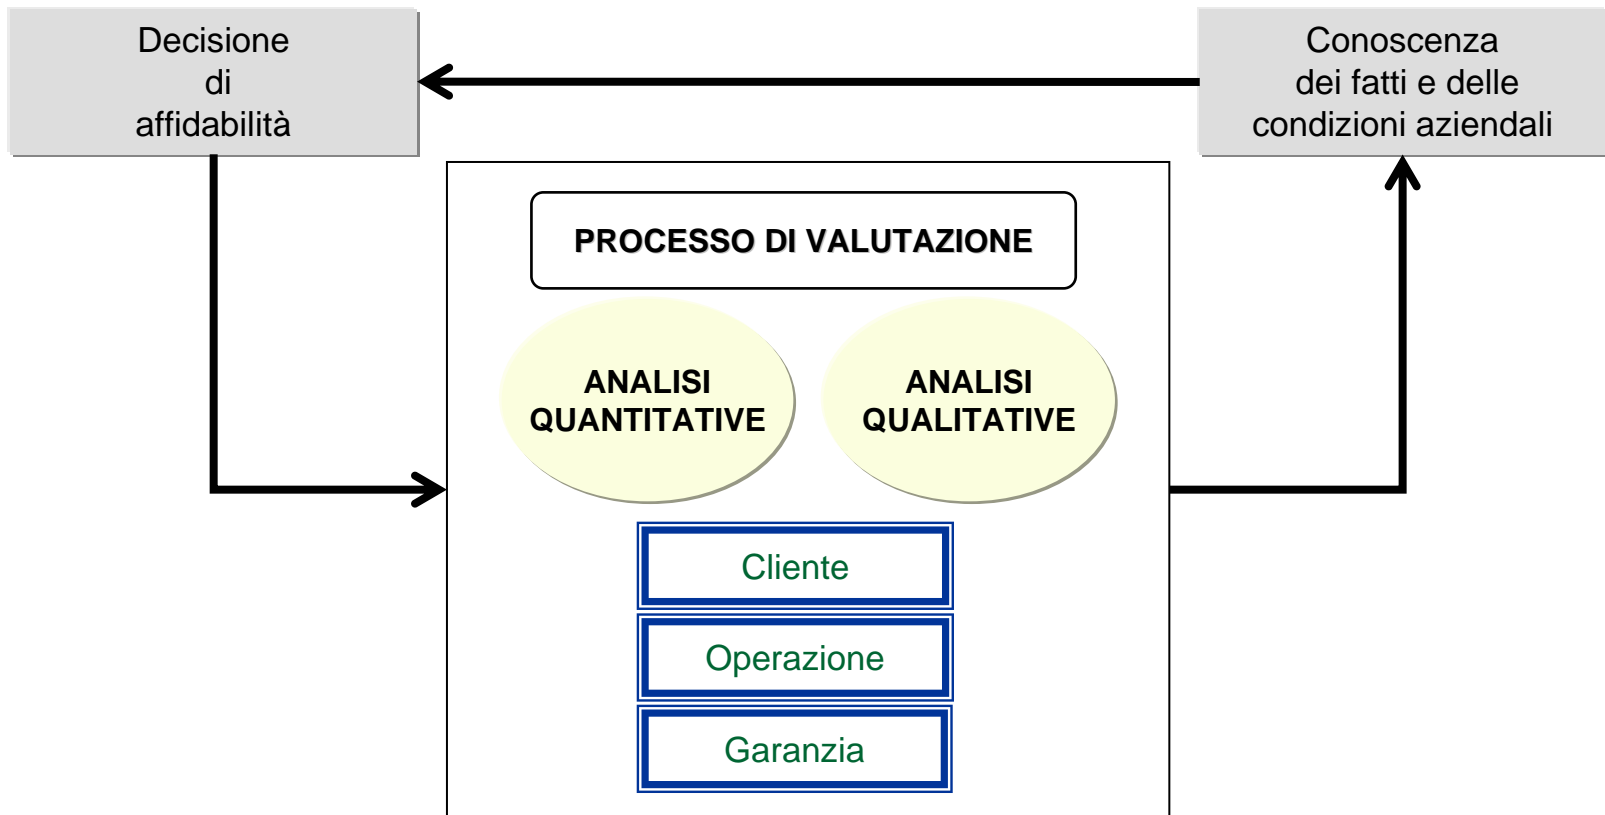 Decisione
di
affidabilità
Conoscenza
dei fatti e delle
condizioni aziendali
PROCESSO DI VALUTAZIONE
ANALISI
QUANTITATIVE
ANALISI
QUALITATIVE
Cliente
Operazione
Garanzia